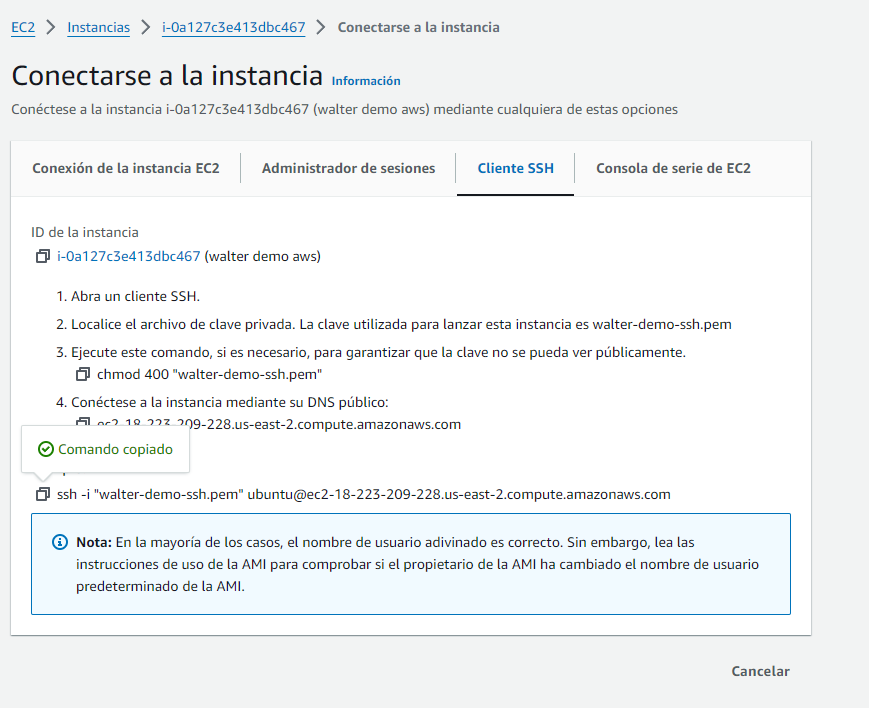 EC2 > Instancias > i-0a127c3e413dbc467 > Conectarse a la instancia
Conectarse a la instancia Información
Conéctese a la instancia i-0a127c3e413dbc467 (walter demo aws) mediante cualquiera de estas opciones
Conexión de la instancia EC2 Administrador de sesiones Cliente SSH Consola de serie de EC2
ID de la instancia
i-0a127c3e413dbc467 (walter demo aws)
1. Abra un cliente SSH.
2. Localice el archivo de clave privada. La clave utilizada para lanzar esta instancia es walter-demo-ssh.pem
3. Ejecute este comando, si es necesario, para garantizar que la clave no se pueda ver públicamente.
chmod 400 "walter-demo-ssh.pem"
4. Conéctese a la instancia mediante su DNS público:
ec2-18-223-209-228.us-east-2.compute.amazonaws.com
Comando copiado
ssh -i "walter-demo-ssh.pem" ubuntu@ec2-18-223-209-228.us-east-2.compute.amazonaws.com
Nota: En la mayoría de los casos, el nombre de usuario adivinado es correcto. Sin embargo, lea las
instrucciones de uso de la AMI para comprobar si el propietario de la AMI ha cambiado el nombre de usuario
predeterminado de la AMI.
Cancelar